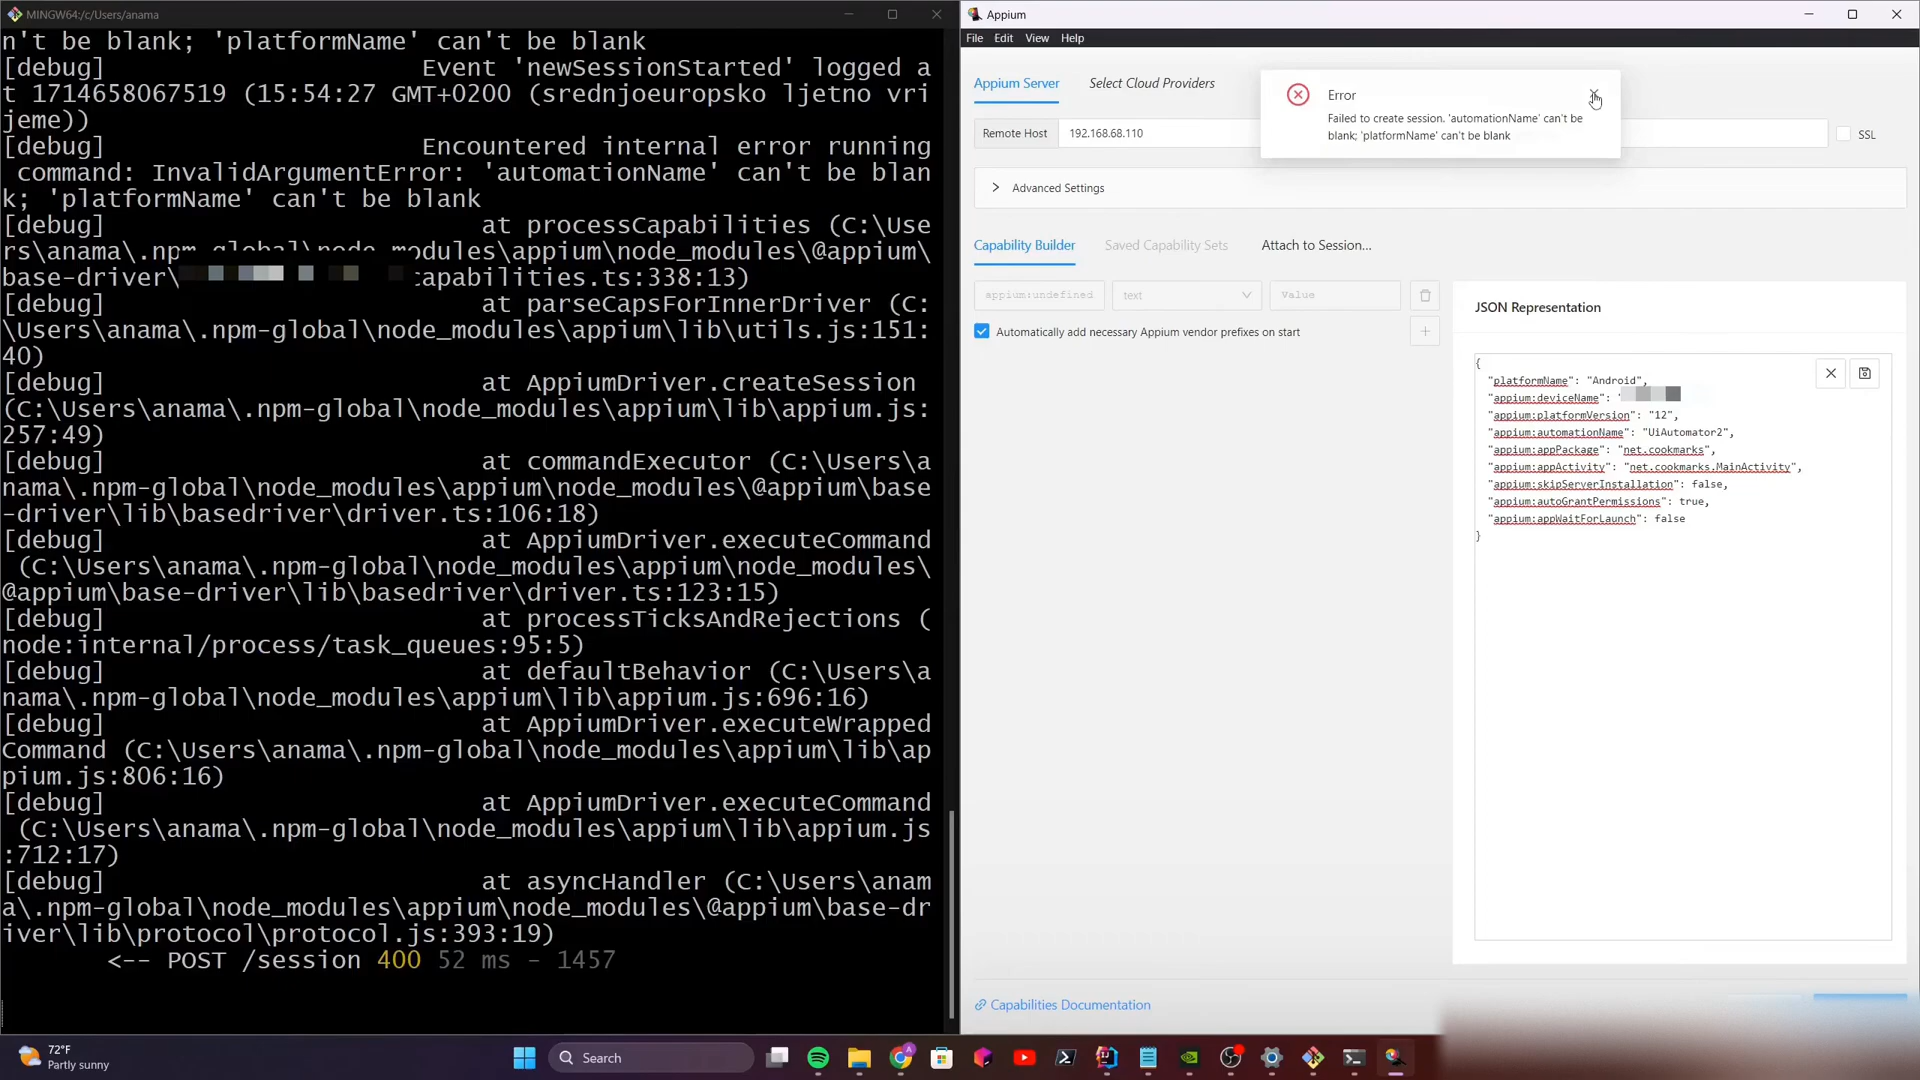 MINGW64:/c/Users/anama
n't be blank; 'platformName' can't be blank
[debug] Event 'newSessionStarted' logged a
t 1714658067519 (15:54:27 GMT+0200 (srednjoeuropsko ljetno vri
jeme))
[debug] Encountered internal error running
command: InvalidArgumentError: 'automationName' can't be blan
k; 'platformName' can't be blank
[debug] at processCapabilities (C:\Use
rs\anama\.npm-global\node_modules\appium\node_modules\@appium\
base-driver\ capabilities.ts:338:13)
[debug] at parseCapsForInnerDriver (C:
\Users\anama\.npm-global\node_modules\appium\lib\utils.js:151:
40)
[debug] at AppiumDriver.createSession
(C:\Users\anama\.npm-global\node_modules\appium\lib\appium.js:
257:49)
[debug] at commandExecutor (C:\Users\a
nama\.npm-global\node_modules\appium\node_modules\@appium\base
-driver\lib\basedriver\driver.ts:106:18)
[debug] at AppiumDriver.executeCommand
(C:\Users\anama\.npm-global\node_modules\appium\node_modules\
@appium\base-driver\lib\basedriver\driver.ts:123:15)
[debug] at processTicksAndRejections (
node:internal/process/task_queues:95:5)
[debug] at defaultBehavior (C:\Users\a
nama\.npm-global\node_modules\appium\lib\appium.js:696:16)
[debug] at AppiumDriver.executeWrapped
Command (C:\Users\anama\.npm-global\node_modules\appium\lib\ap
pium.js:806:16)
[debug] at AppiumDriver.executeCommand
(C:\Users\anama\.npm-global\node_modules\appium\lib\appium.js
:712:17)
[debug] at asyncHandler (C:\Users\anam
a\.npm-global\node_modules\appium\node_modules\@appium\base-dr
iver\lib\protocol\protocol.js:393:19)
<-- POST /session 400 52 ms - 1457
Appium
File Edit View Help
Appium Server Select Cloud Providers
Error
Failed to create session. 'automationName' can't be
blank; 'platformName' can't be blank
Remote Host 192.168.68.110 SSL
Advanced Settings
Capability Builder Saved Capability Sets Attach to Session...
appium:undefined text Value
Automatically add necessary Appium vendor prefixes on start
JSON Representation
{
"platformName": "Android",
"appium:deviceName": "
"appium:platformVersion": "12",
"appium:automationName": "UiAutomator2",
"appium:appPackage": "net.cookmarks",
"appium:appActivity": "net.cookmarks.MainActivity",
"appium:skipServerInstallation": false,
"appium:autoGrantPermissions": true,
"appium:appWaitForLaunch": false
}
Capabilities Documentation
72°F
Partly sunny
Search